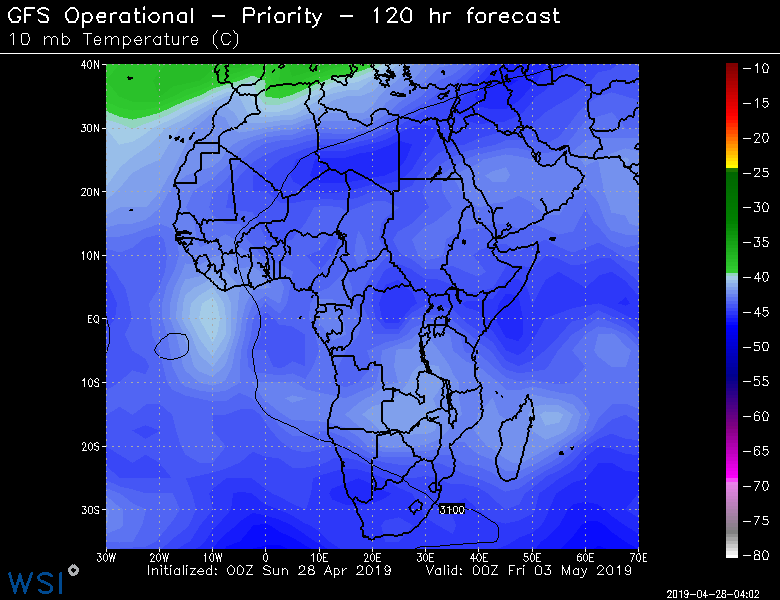 GFS Operational – Priority – 120 hr forecast
10 mb Temperature (C)
40N
30N
20N
10N
EQ
10S
20S
30S
30W 20W 10W 0 10E 20E 30E 40E 50E 60E 70E
3100
−10
−15
−20
−25
−30
−35
−40
−45
−50
−55
−60
−65
−70
−75
−80
Initialized: 00Z Sun 28 Apr 2019 Valid: 00Z Fri 03 May 2019
WSI
2019-04-28-04:02